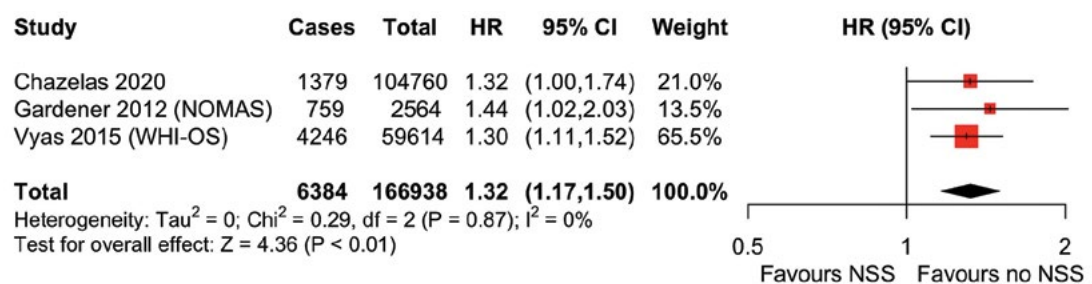 Study Cases Total HR 95% CI Weight HR (95% CI)
Chazelas 2020 1379 104760 1.32 (1.00,1.74) 21.0%
Gardener 2012 (NOMAS) 759 2564 1.44 (1.02,2.03) 13.5%
Vyas 2015 (WHI-OS) 4246 59614 1.30 (1.11,1.52) 65.5%
Total 6384 166938 1.32 (1.17,1.50) 100.0%
Heterogeneity: Tau² = 0; Chi² = 0.29, df = 2 (P = 0.87); I² = 0%
Test for overall effect: Z = 4.36 (P < 0.01)
0.5 1 2
Favours NSS Favours no NSS